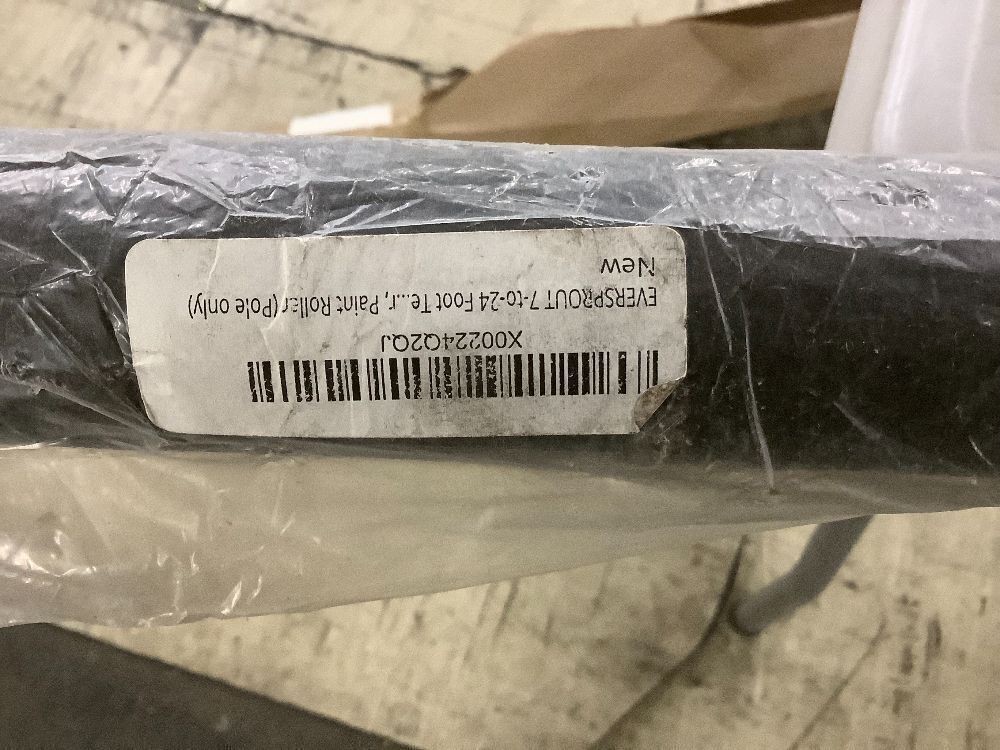 X00224Q2QJ
EVERSPROUT 7-to-24 Foot Te...r, Paint Roller (Pole only)
New